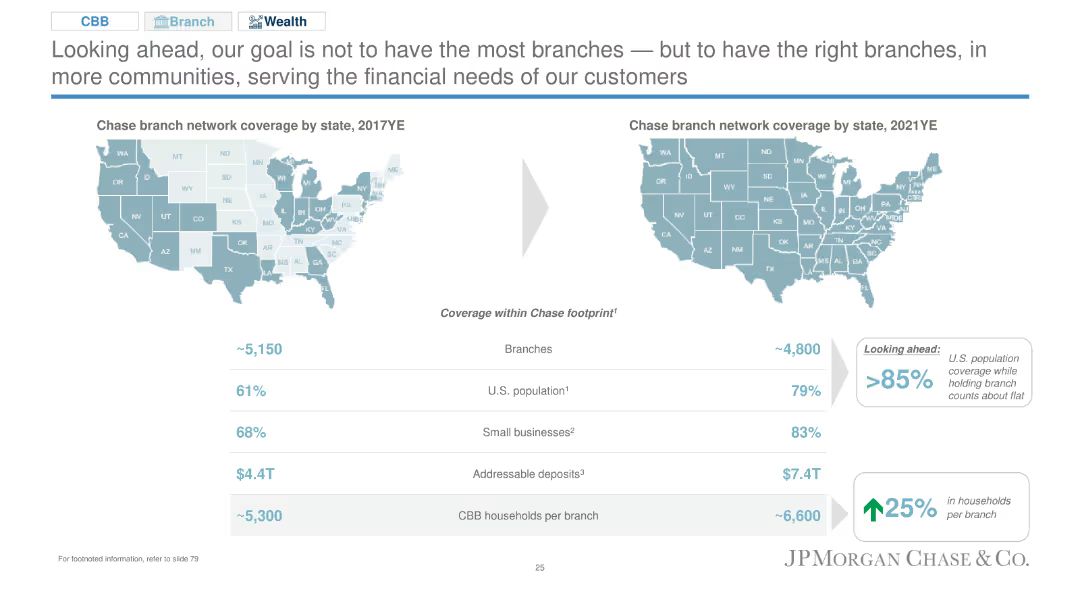 CBB
Branch
Wealth
Looking ahead, our goal is not to have the most branches — but to have the right branches, in
more communities, serving the financial needs of our customers
Chase branch network coverage by state, 2017YE
Chase branch network coverage by state, 2021YE
WA
MT
ND
MN
ME
OR
ID
SD
WI
MI
NY
WY
IA
NE
PA
NV
UT
CO
IL
IN
OH
WV
VA
CA
KS
MO
KY
NC
AZ
NM
OK
AR
TN
SC
TX
LA
MS
AL
GA
FL
WA
MT
ND
MN
ME
OR
ID
SD
WI
MI
NY
WY
IA
NE
PA
NV
UT
CO
IL
IN
OH
WV
VA
CA
KS
MO
KY
NC
AZ
NM
OK
AR
TN
SC
TX
LA
MS
AL
GA
FL
Coverage within Chase footprint¹
~5,150 Branches ~4,800
61% U.S. population¹ 79%
68% Small businesses² 83%
$4.4T Addressable deposits³ $7.4T
~5,300 CBB households per branch ~6,600
Looking ahead:
>85%
U.S. population
coverage while
holding branch
counts about flat
25%
in households
per branch
For footnoted information, refer to slide 79
25
JPMORGAN CHASE & CO.